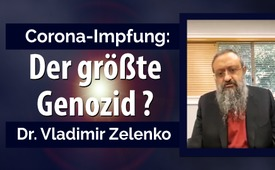 Corona-Impfung:
Der größte
Genozid ?
Dr. Vladimir Zelenko